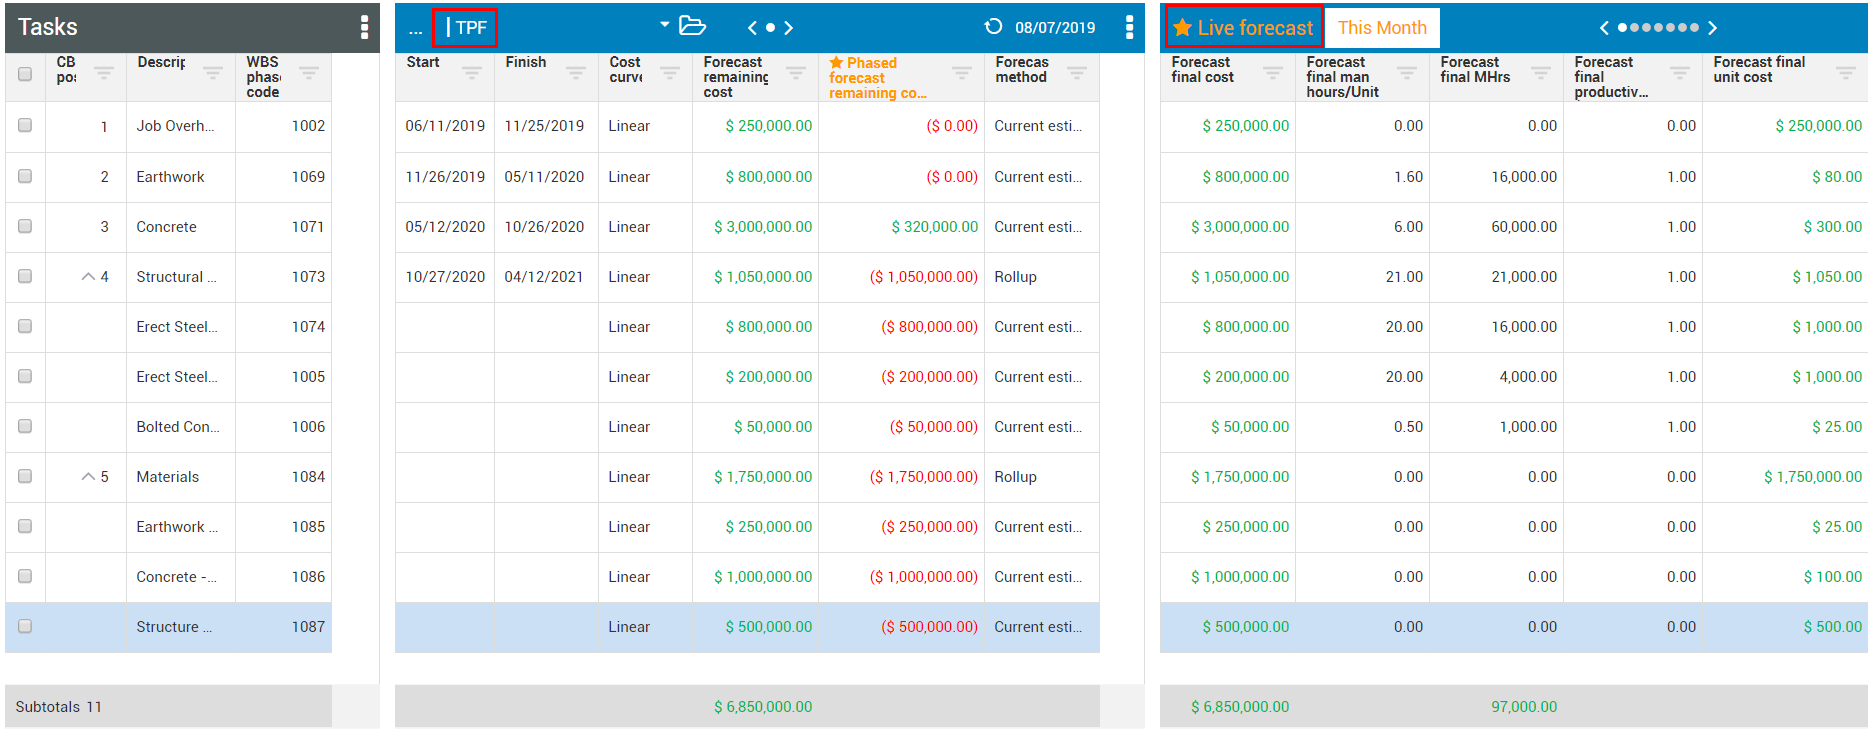 Tasks ... | TPF 08/07/2019 Live forecast This Month
CB pos Descrip WBS phase code Start Finish Cost curve Forecast remaining cost Phased forecast remaining co... Forecas method Forecast final cost Forecast final man hours/Unit Forecast final MHrs Forecast final productiv... Forecast final unit cost
1 Job Overh... 1002 06/11/2019 11/25/2019 Linear $ 250,000.00 ($ 0.00) Current esti... $ 250,000.00 0.00 0.00 0.00 $ 250,000.00
2 Earthwork 1069 11/26/2019 05/11/2020 Linear $ 800,000.00 ($ 0.00) Current esti... $ 800,000.00 1.60 16,000.00 1.00 $ 80.00
3 Concrete 1071 05/12/2020 10/26/2020 Linear $ 3,000,000.00 $ 320,000.00 Current esti... $ 3,000,000.00 6.00 60,000.00 1.00 $ 300.00
4 Structural ... 1073 10/27/2020 04/12/2021 Linear $ 1,050,000.00 ($ 1,050,000.00) Rollup $ 1,050,000.00 21.00 21,000.00 1.00 $ 1,050.00
Erect Steel... 1074 Linear $ 800,000.00 ($ 800,000.00) Current esti... $ 800,000.00 20.00 16,000.00 1.00 $ 1,000.00
Erect Steel... 1005 Linear $ 200,000.00 ($ 200,000.00) Current esti... $ 200,000.00 20.00 4,000.00 1.00 $ 1,000.00
Bolted Con... 1006 Linear $ 50,000.00 ($ 50,000.00) Current esti... $ 50,000.00 0.50 1,000.00 1.00 $ 25.00
5 Materials 1084 Linear $ 1,750,000.00 ($ 1,750,000.00) Rollup $ 1,750,000.00 0.00 0.00 0.00 $ 1,750,000.00
Earthwork ... 1085 Linear $ 250,000.00 ($ 250,000.00) Current esti... $ 250,000.00 0.00 0.00 0.00 $ 25.00
Concrete -... 1086 Linear $ 1,000,000.00 ($ 1,000,000.00) Current esti... $ 1,000,000.00 0.00 0.00 0.00 $ 100.00
Structure ... 1087 Linear $ 500,000.00 ($ 500,000.00) Current esti... $ 500,000.00 0.00 0.00 0.00 $ 500.00
Subtotals 11 $ 6,850,000.00 $ 6,850,000.00 97,000.00